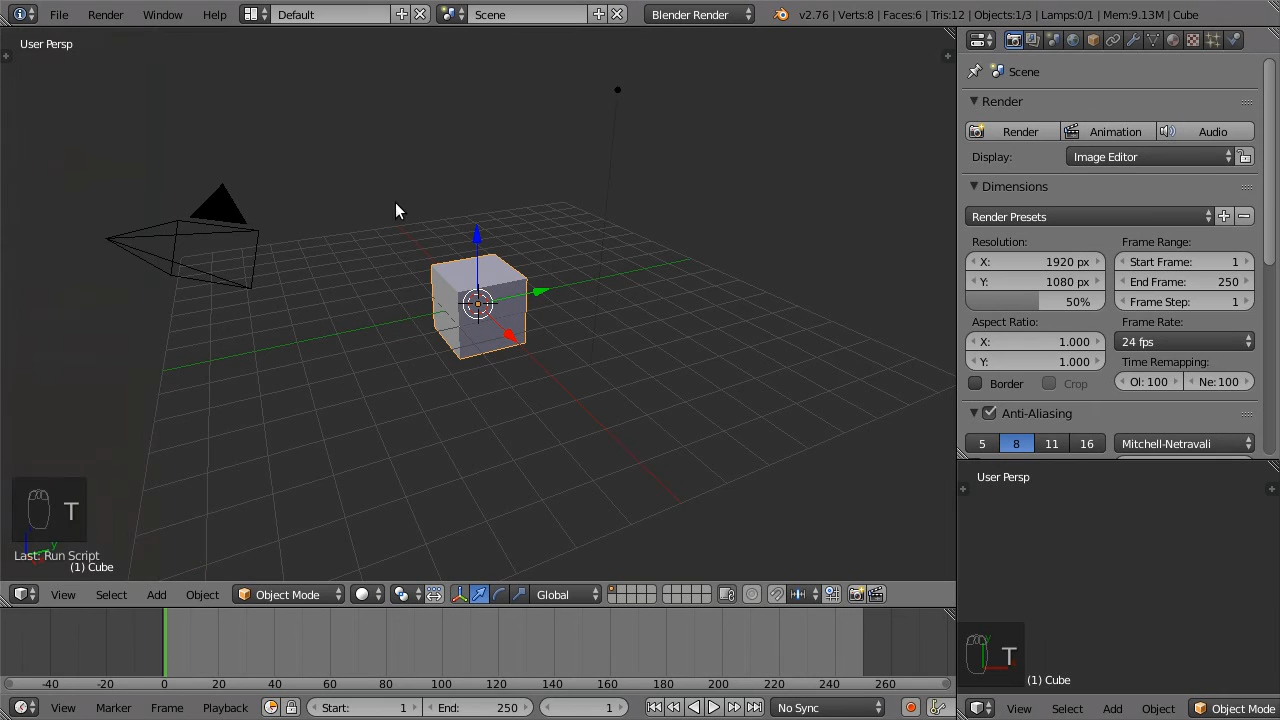 File Render Window Help Default Scene Blender Render v2.76 | Verts:8 | Faces:6 | Tris:12 | Objects:1/3 | Lamps:0/1 | Mem:9.13M | Cube
User Persp
Scene
Render
Render Animation Audio
Display: Image Editor
Dimensions
Render Presets
Resolution: Frame Range:
X: 1920 px Start Frame: 1
Y: 1080 px End Frame: 250
50% Frame Step: 1
Aspect Ratio: Frame Rate:
X: 1.000 24 fps
Y: 1.000 Time Remapping:
Border Crop Ol: 100 Ne: 100
Anti-Aliasing
5 8 11 16 Mitchell-Netravali
User Persp
T
Last: Run Script
(1) Cube
View Select Add Object Object Mode Global
T
(1) Cube
-40 -20 0 20 40 60 80 100 120 140 160 180 200 220 240 260
View Marker Frame Playback Start: 1 End: 250 1 No Sync
View Select Add Object Object Mode